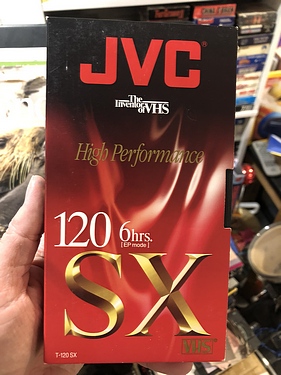 JVC
The
Inventor
of VHS
High Performance
120 6hrs.
[EP mode]
SX
VHS
T-120 SX